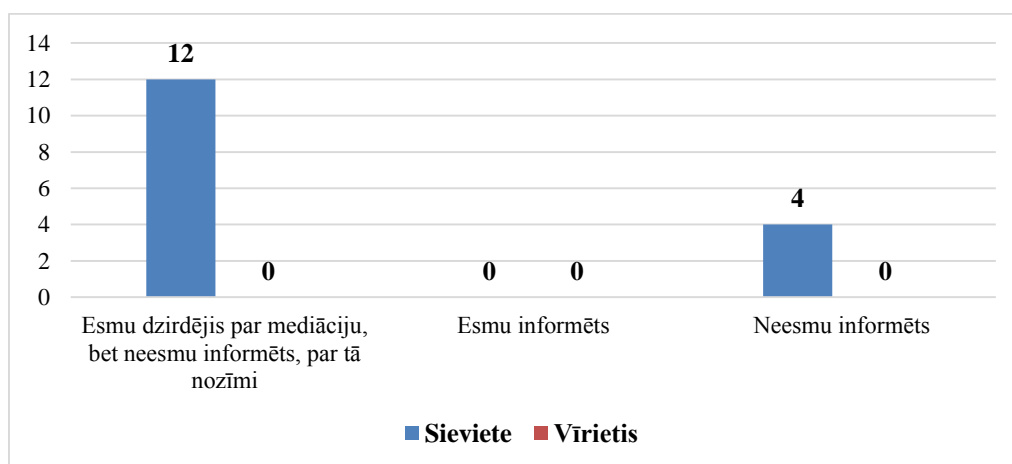 14
12
10
8
6
4
2
0
12
0
0
0
4
0
Esmu dzirdējis par mediāciju,
bet neesmu informēts, par tā
nozīmi
Esmu informēts
Neesmu informēts
Sieviete
Vīrietis